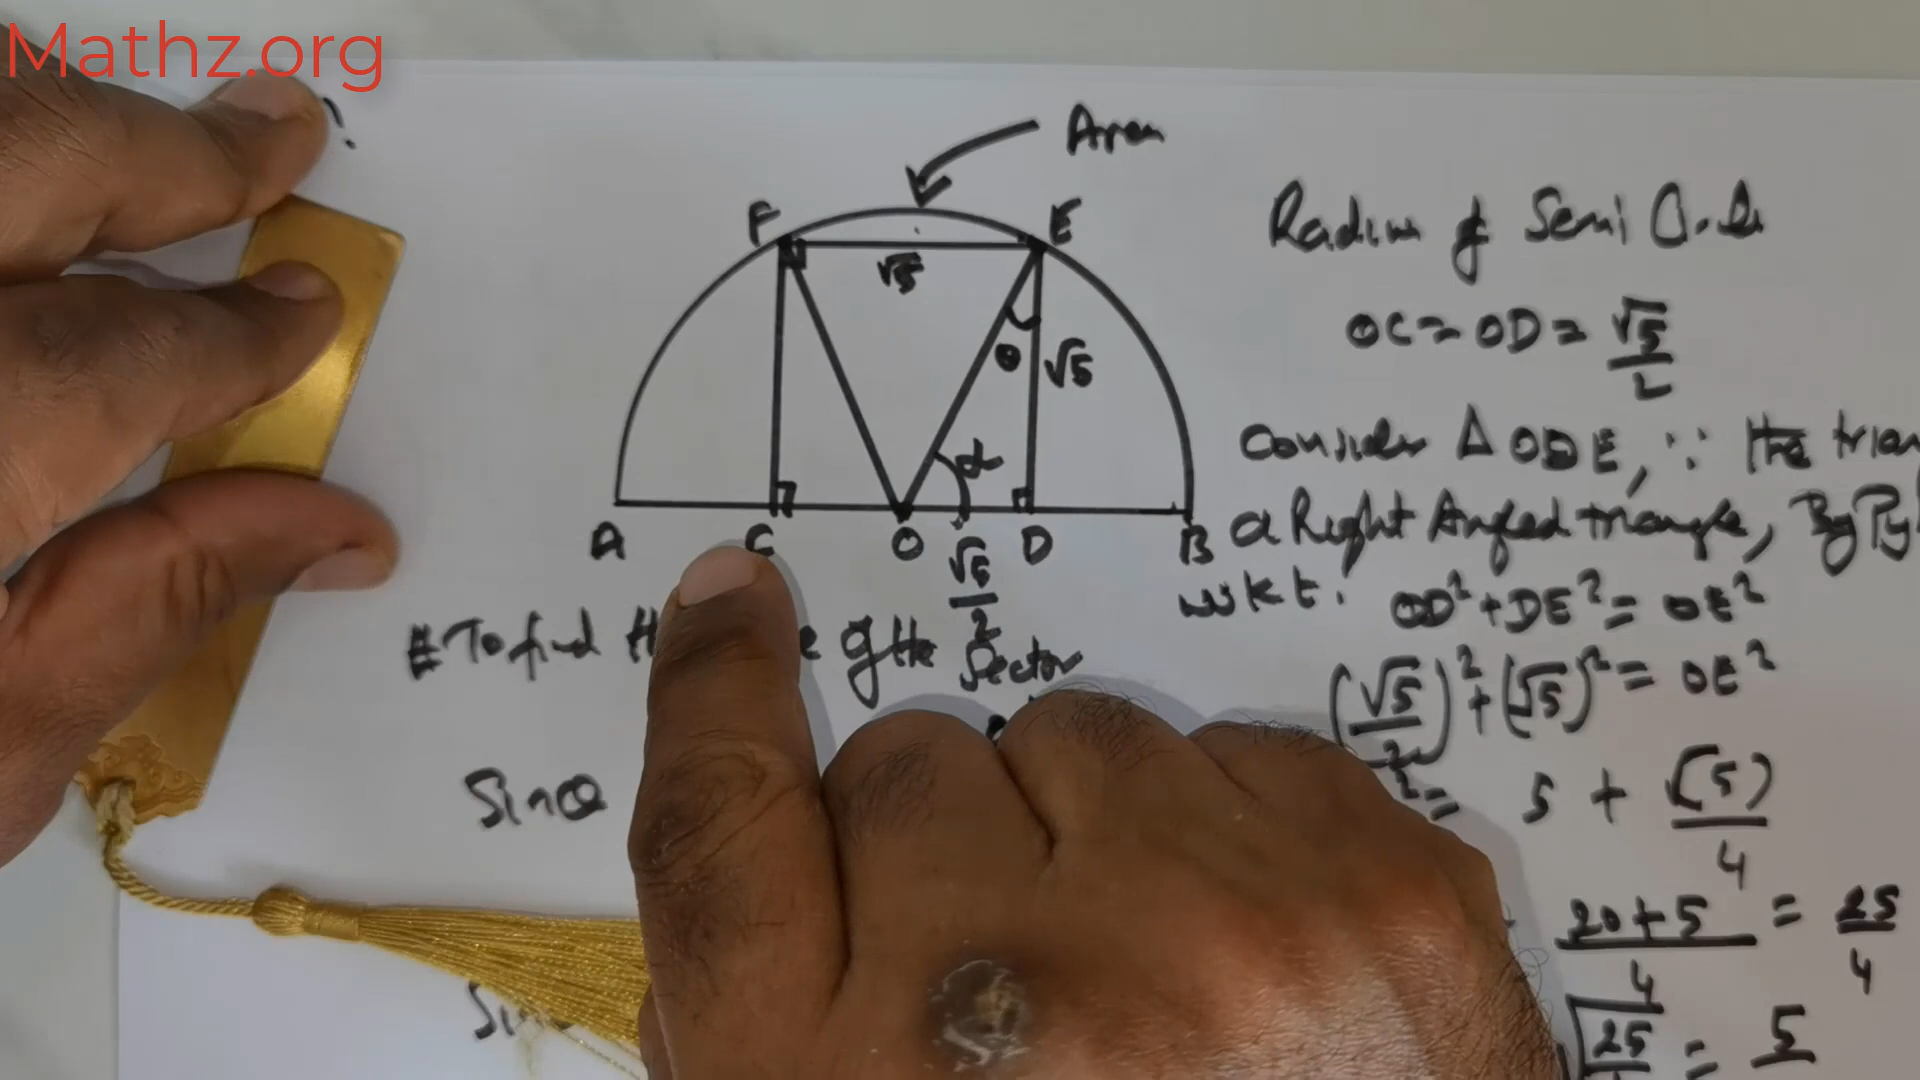 Mathz.org
?
Area
F E
√5
θ √5
α
A C O D B
√5
2
# To find of the Sector
Sinθ
Radius of Semi Circle
OC = OD = √5
2
Consider Δ ODE, ∵ the trian
a Right Angled triangle, By Py
w.k.t. OD² + DE² = OE²
(√5/2)² + (√5)² = OE²
= 5 + (√5)
4
20+5 = 25
4 4
√25 = 5